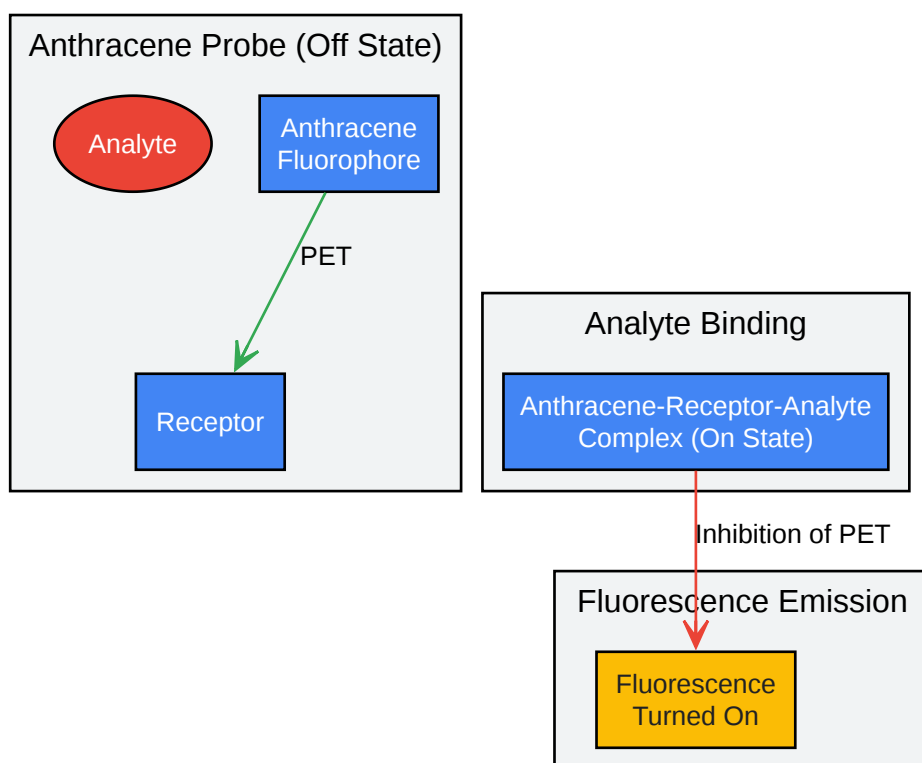 Anthracene Probe (Off State)
Analyte
Anthracene
Fluorophore
PET
Receptor
Analyte Binding
Anthracene-Receptor-Analyte
Complex (On State)
Inhibition of PET
Fluorescence Emission
Fluorescence
Turned On